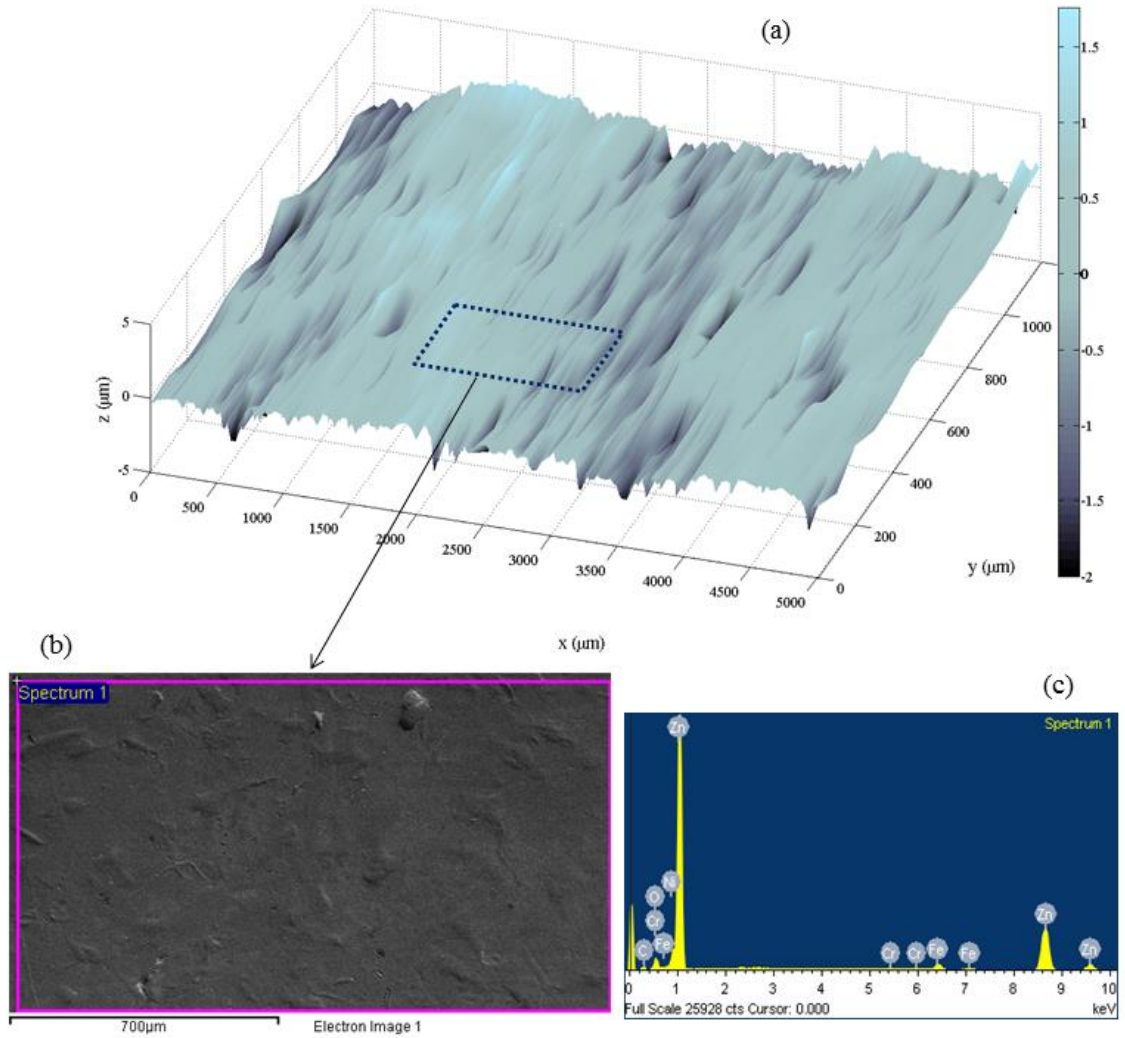 (a)
1.5
1
0.5
0
-0.5
-1
-1.5
-2
5
0
-5
z (μm)
0
500
1000
1500
2000
2500
3000
3500
4000
4500
5000
x (μm)
0
200
400
600
800
1000
y (μm)
(b)
Spectrum 1
700μm
Electron Image 1
(c)
Spectrum 1
Zn
Ni
O
Cr
C
Fe
Cr
Cr
Fe
Fe
Zn
Zn
0 1 2 3 4 5 6 7 8 9 10
Full Scale 25928 cts Cursor: 0.000
keV